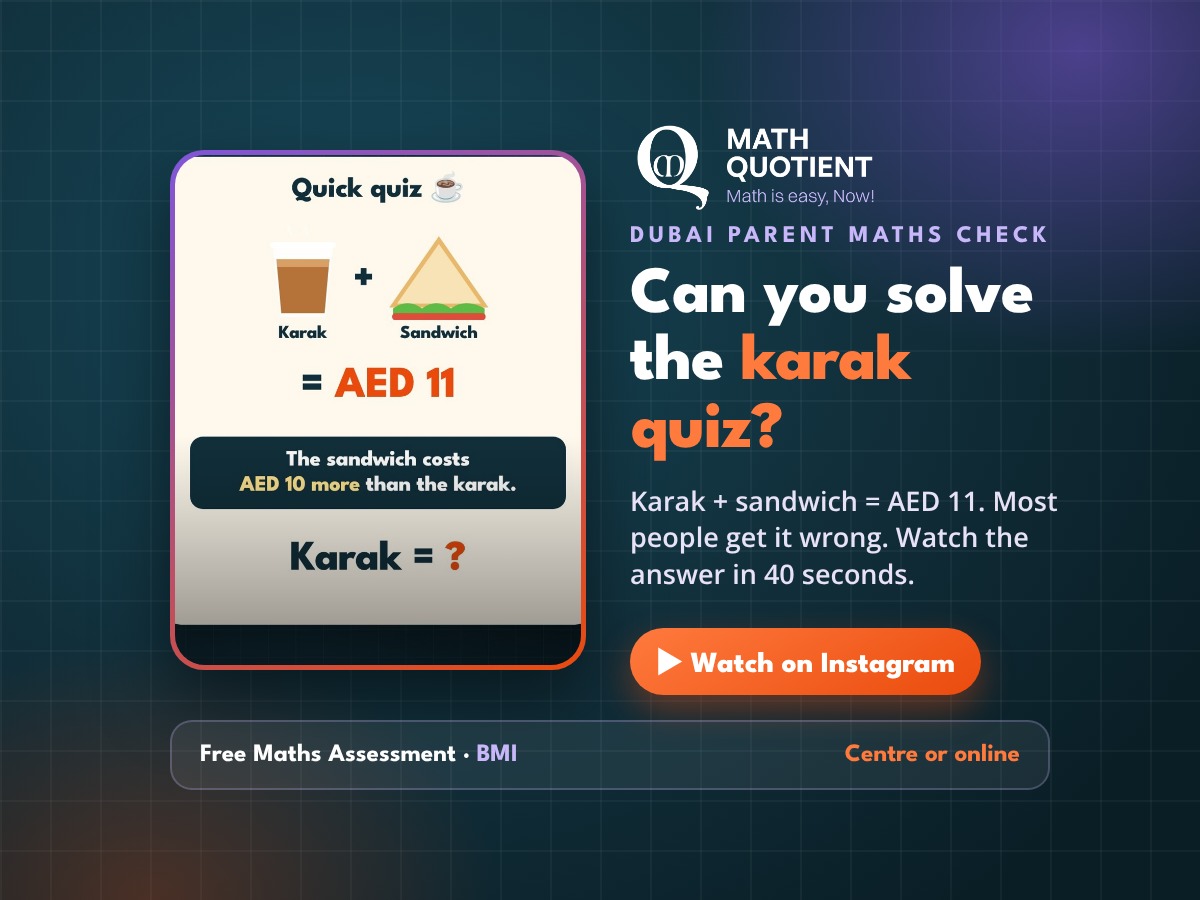 Quick quiz ☕
+
Karak
Sandwich
= AED 11
The sandwich costs
AED 10 more than the karak.
Karak = ?
MATH
QUOTIENT
Math is easy, Now!
DUBAI PARENT MATHS CHECK
Can you solve
the karak
quiz?
Karak + sandwich = AED 11. Most
people get it wrong. Watch the
answer in 40 seconds.
▶ Watch on Instagram
Free Maths Assessment · BMI
Centre or online